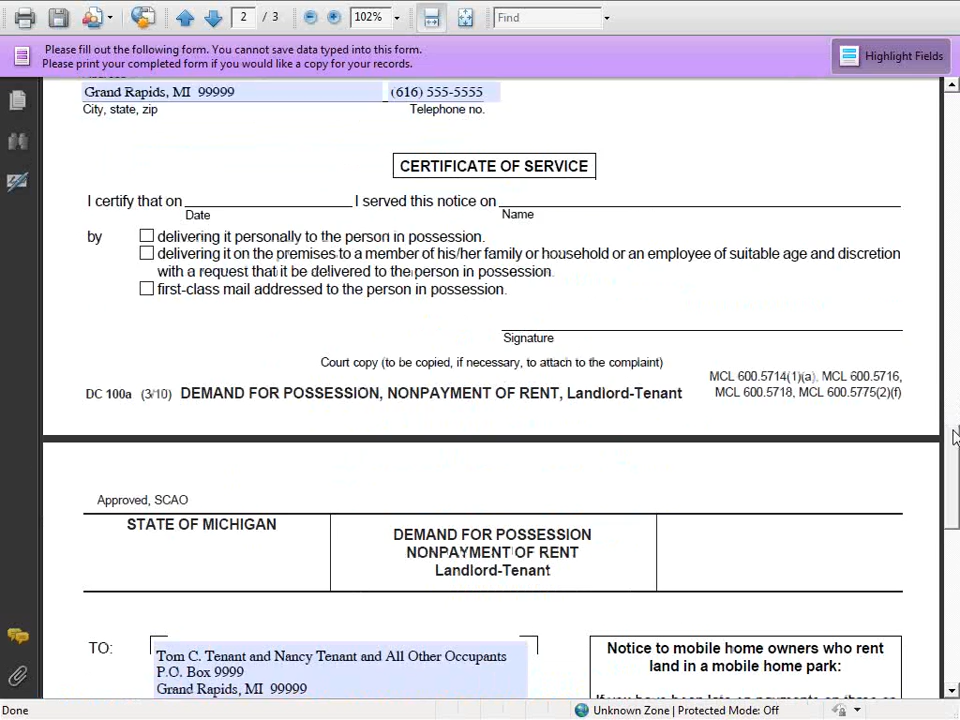 2 / 3
102%
Find
Please fill out the following form. You cannot save data typed into this form.
Please print your completed form if you would like a copy for your records.
Highlight Fields
Grand Rapids, MI  99999
(616) 555-5555
City, state, zip
Telephone no.
CERTIFICATE OF SERVICE
I certify that on
I served this notice on
Date
Name
by
delivering it personally to the person in possession.
delivering it on the premises to a member of his/her family or household or an employee of suitable age and discretion
with a request that it be delivered to the person in possession.
first-class mail addressed to the person in possession.
Signature
Court copy (to be copied, if necessary, to attach to the complaint)
MCL 600.5714(1)(a), MCL 600.5716,
DC 100a (3/10) DEMAND FOR POSSESSION, NONPAYMENT OF RENT, Landlord-Tenant
MCL 600.5718, MCL 600.5775(2)(f)
Approved, SCAO
STATE OF MICHIGAN
DEMAND FOR POSSESSION
NONPAYMENT OF RENT
Landlord-Tenant
TO:
Tom C. Tenant and Nancy Tenant and All Other Occupants
P.O. Box 9999
Grand Rapids, MI  99999
Notice to mobile home owners who rent
land in a mobile home park:
Done
Unknown Zone | Protected Mode: Off